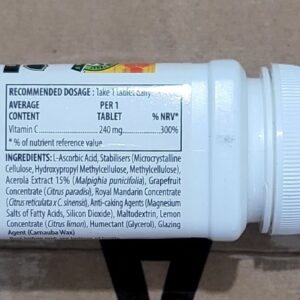 RECOMMENDED DOSAGE : Take 1 tablet daily
AVERAGE PER 1
CONTENT TABLET % NRV*
Vitamin C 240 mg 300%
* % of nutrient reference value
INGREDIENTS: L-Ascorbic Acid, Stabilisers (Microcrystalline
Cellulose, Hydroxypropyl Methylcellulose, Methylcellulose),
Acerola Extract 15% (Malpighia punicifolia), Grapefruit
Concentrate (Citrus paradisi), Royal Mandarin Concentrate
(Citrus reticulata x C. sinensis), Anti-caking Agents (Magnesium
Salts of Fatty Acids, Silicon Dioxide), Maltodextrin, Lemon
Concentrate (Citrus limon), Humectant (Glycerol), Glazing
Agent (Carnauba Wax)